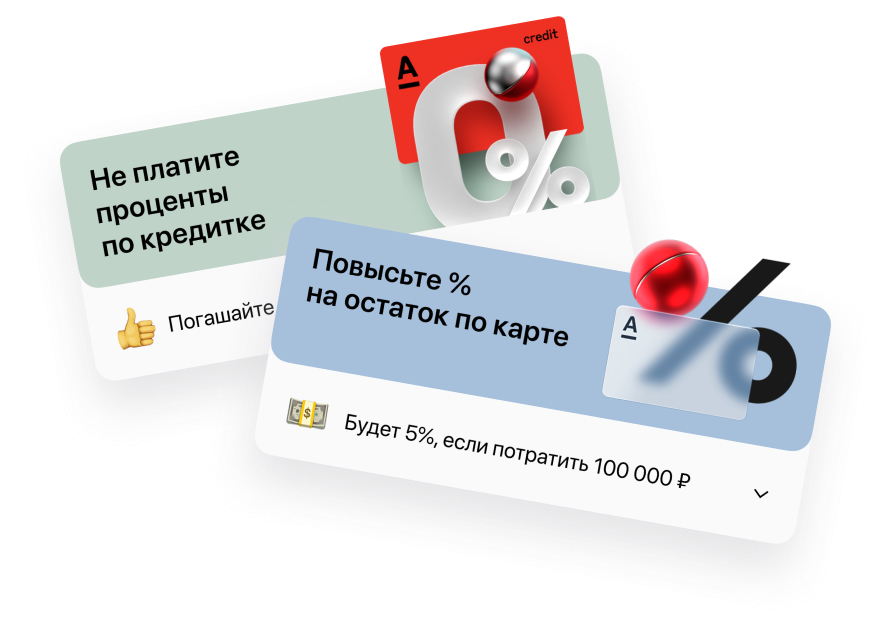 credit
А
0%
Не платите
проценты
по кредитке
Погашайте
Повысьте %
на остаток по карте
А
%
Будет 5%, если потратить 100 000 ₽